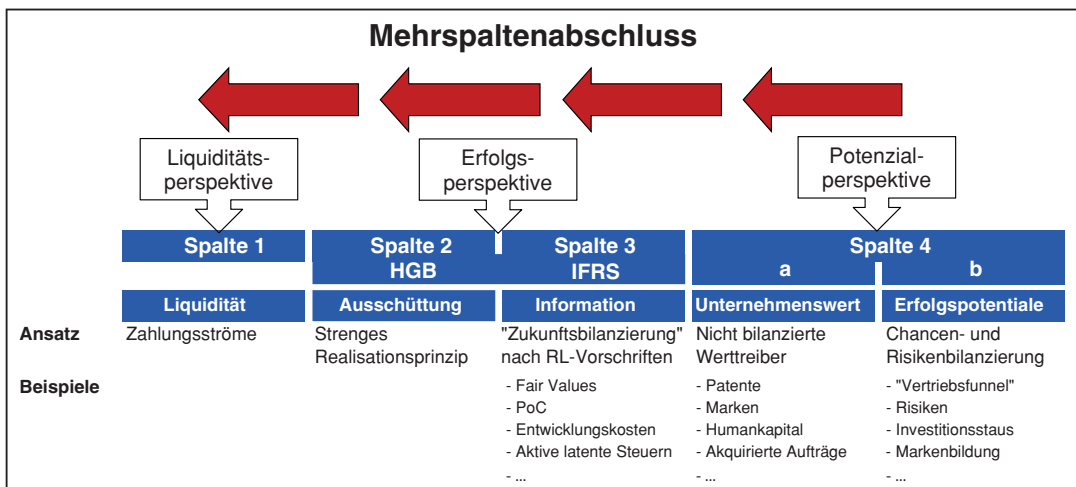 Mehrspaltenabschluss
Liquiditäts-
perspektive
Erfolgs-
perspektive
Potenzial-
perspektive
Spalte 1
Spalte 2
HGB
Spalte 3
IFRS
Spalte 4
a
b
Liquidität
Ausschüttung
Information
Unternehmenswert
Erfolgspotentiale
Ansatz
Zahlungsströme
Strenges
Realisationsprinzip
"Zukunftsbilanzierung"
nach RL-Vorschriften
Nicht bilanzierte
Werttreiber
Chancen- und
Risikenbilanzierung
Beispiele
- Fair Values
- PoC
- Entwicklungskosten
- Aktive latente Steuern
- ...
- Patente
- Marken
- Humankapital
- Akquirierte Aufträge
- ...
- "Vertriebsfunnel"
- Risiken
- Investitionsstaus
- Markenbildung
- ...